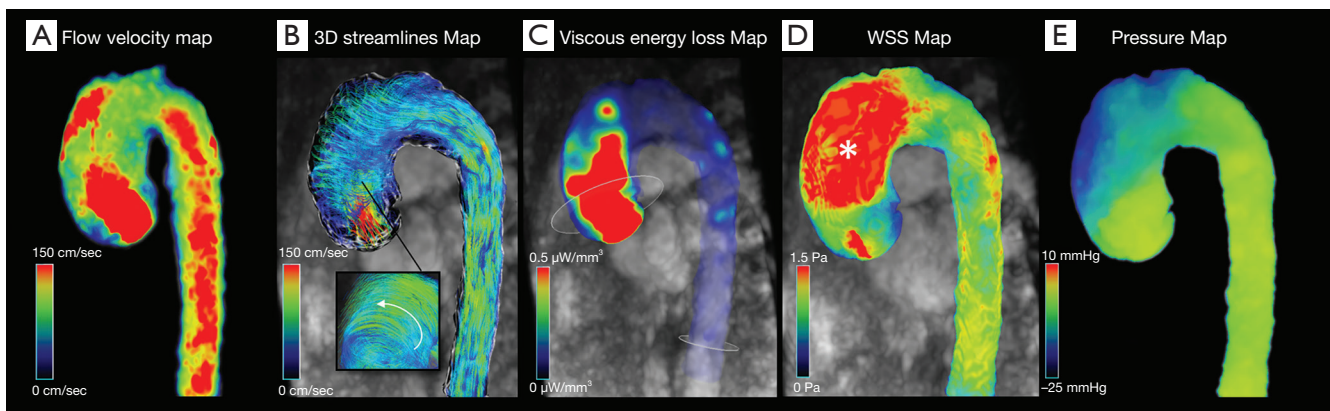 A Flow velocity map
B 3D streamlines Map
C Viscous energy loss Map
D WSS Map
E Pressure Map
150 cm/sec
0 cm/sec
150 cm/sec
0 cm/sec
0.5 µW/mm³
0 µW/mm³
*
1.5 Pa
0 Pa
10 mmHg
–25 mmHg